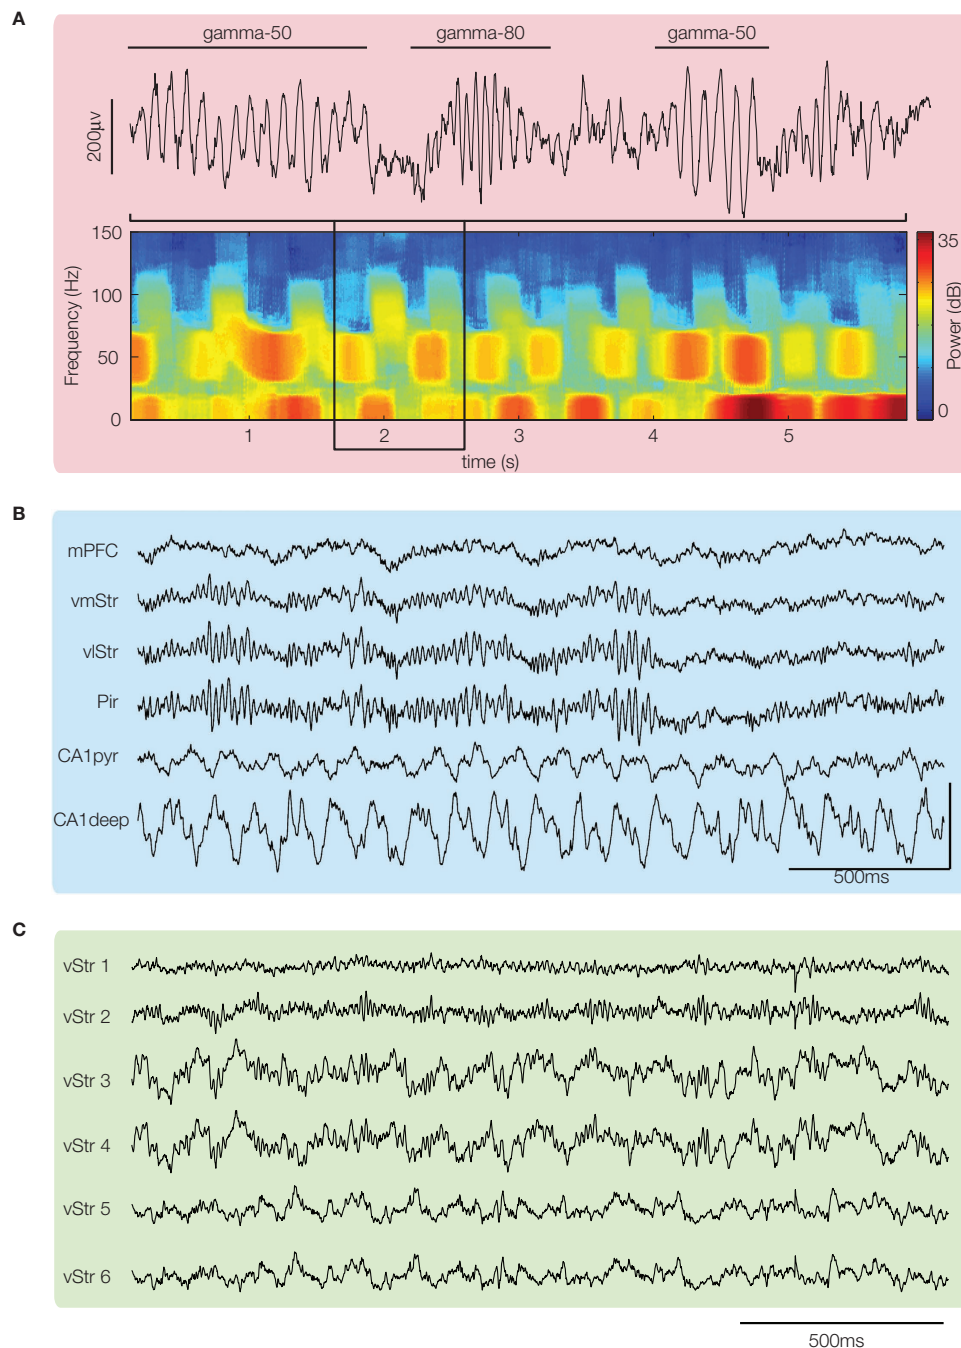 A
gamma-50 gamma-80 gamma-50
200μv
150
100
50
0
Frequency (Hz)
1 2 3 4 5
time (s)
35
0
Power (dB)
B
mPFC
vmStr
vlStr
Pir
CA1pyr
CA1deep
500ms
C
vStr 1
vStr 2
vStr 3
vStr 4
vStr 5
vStr 6
500ms